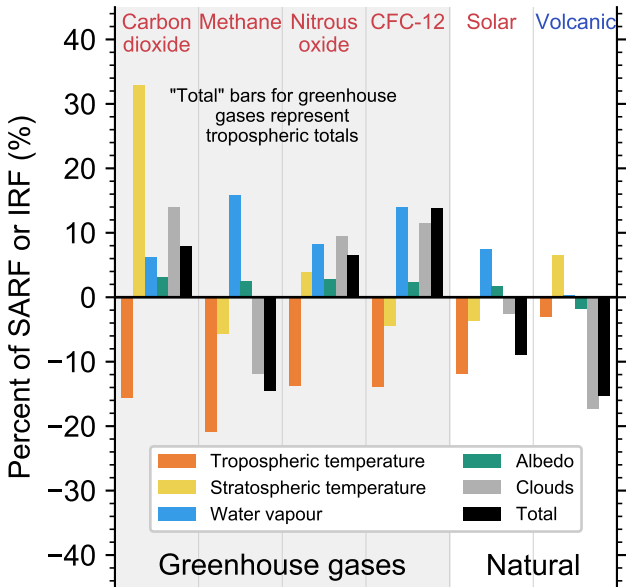 Carbon dioxide
Methane
Nitrous oxide
CFC-12
Solar
Volcanic
"Total" bars for greenhouse
gases represent
tropospheric totals
Percent of SARF or IRF (%)
40
30
20
10
0
−10
−20
−30
−40
Tropospheric temperature
Stratospheric temperature
Water vapour
Albedo
Clouds
Total
Greenhouse gases
Natural